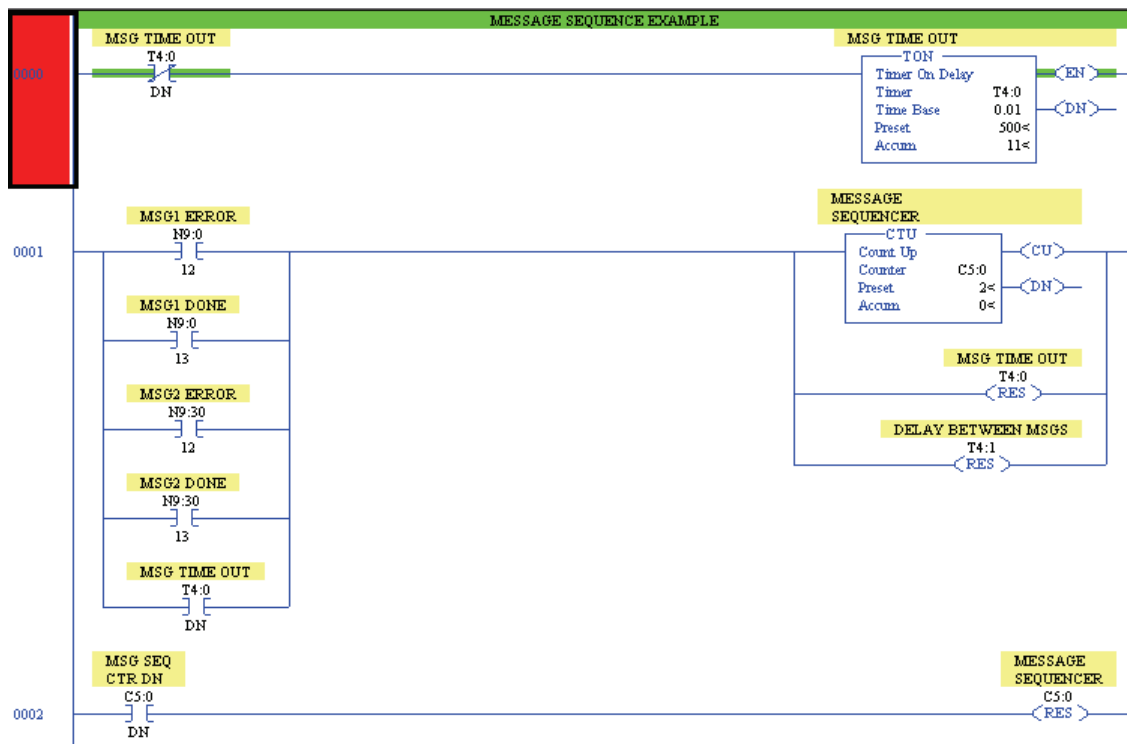 MESSAGE SEQUENCE EXAMPLE
MSG TIME OUT
T4:0
DN
0000
MSG TIME OUT
TON
Timer On Delay
Timer T4:0
Time Base 0.01
Preset 500<
Accum 11<
EN
DN
0001
MSG1 ERROR
N9:0
12
MSG1 DONE
N9:0
13
MSG2 ERROR
N9:30
12
MSG2 DONE
N9:30
13
MSG TIME OUT
T4:0
DN
MESSAGE
SEQUENCER
CTU
Count Up
Counter C5:0
Preset 2<
Accum 0<
CU
DN
MSG TIME OUT
T4:0
RES
DELAY BETWEEN MSGS
T4:1
RES
0002
MSG SEQ
CTR DN
C5:0
DN
MESSAGE
SEQUENCER
C5:0
RES